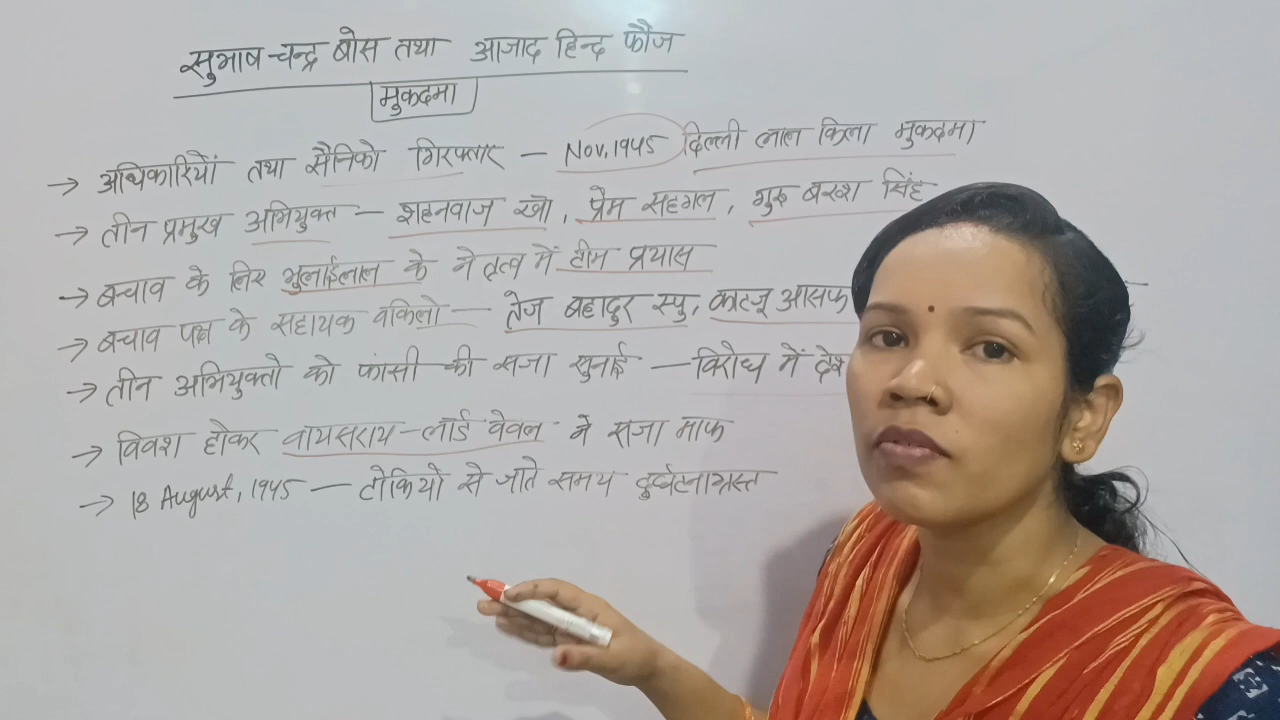 सुभाष चन्द्र बोस तथा आजाद हिन्द फौज
मुकदमा
→ अधिकारियों तथा सैनिको गिरफ्तार — Nov, 1945 दिल्ली लाल किला मुकदमा
→ तीन प्रमुख अभियुक्त — शहनवाज खाँ, प्रेम सहगल, गुरु बख्श सिंह
→ बचाव के लिए भुलाईलाल के नेतृत्व में टीम प्रयास
→ बचाव पक्ष के सहायक वकिलो — तेज बहादुर स्पु, काटजू आसफ
→ तीन अभियुक्तो को फांसी की सजा सुनाई — विरोध में देश
→ विवश होकर वायसराय - लार्ड वेवल ने सजा माफ
→ 18 August, 1945 — टोकियो से जाते समय दुर्घटनाग्रस्त